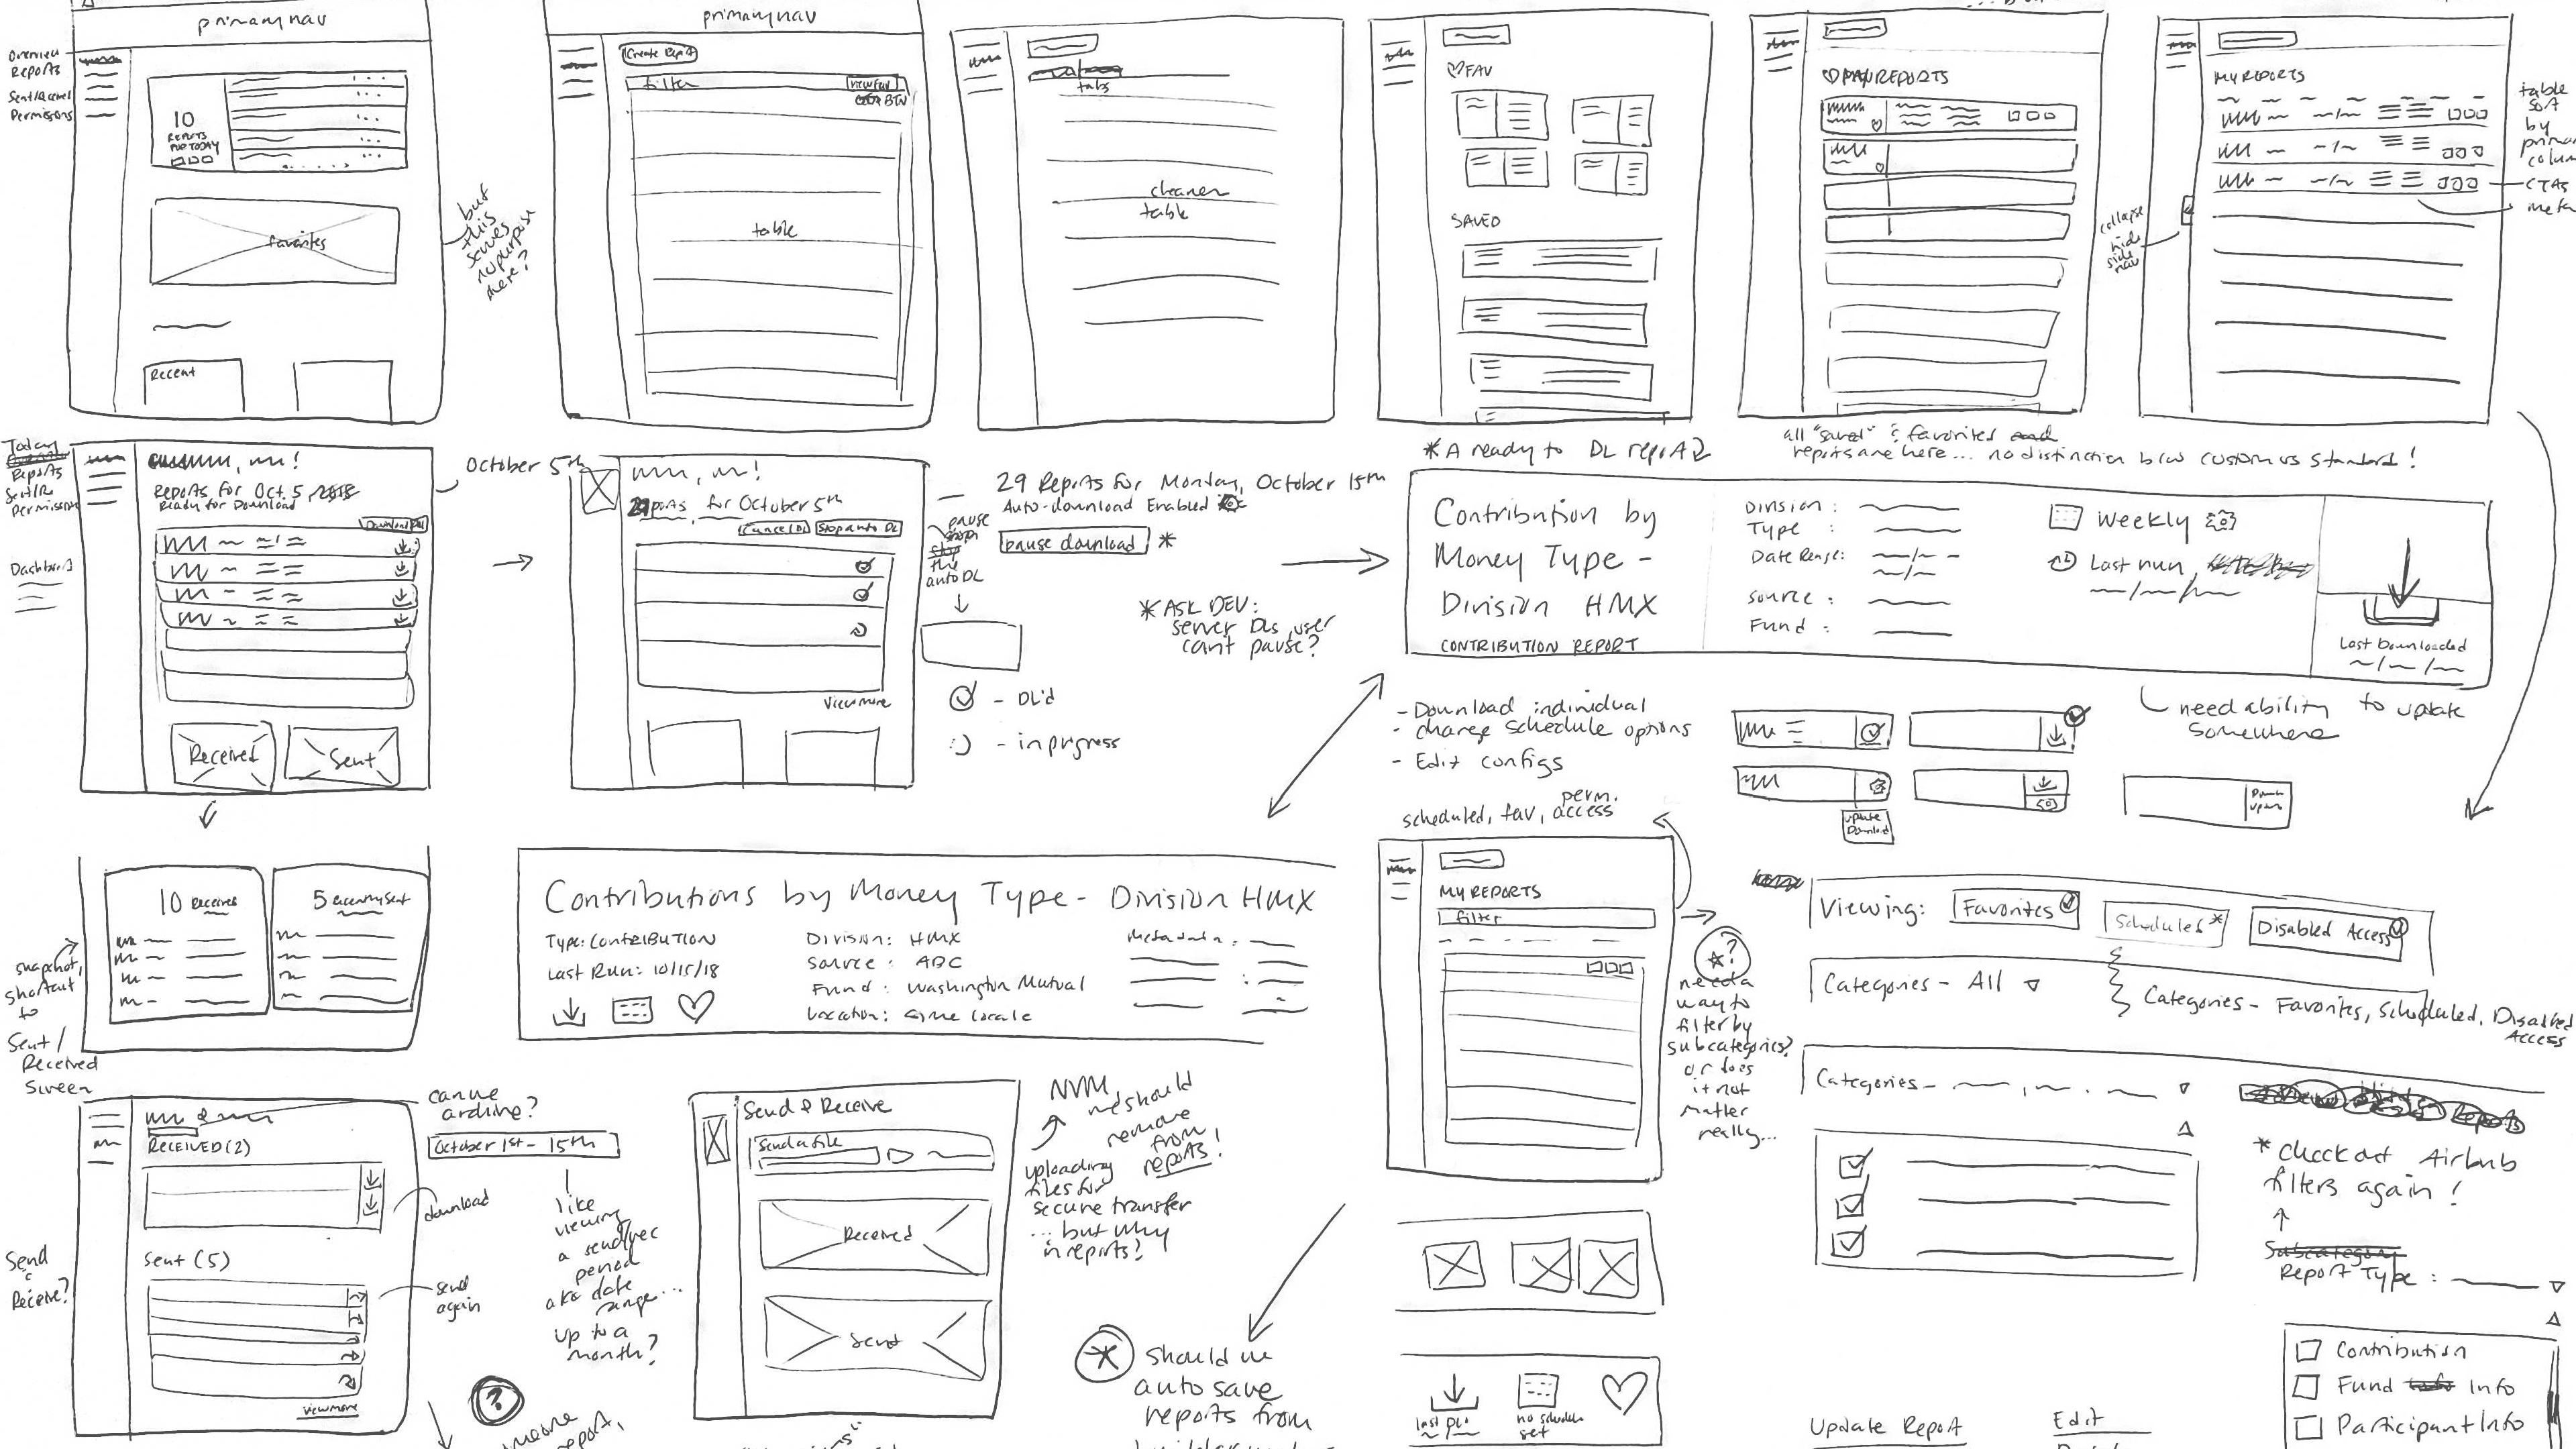 primary nav
Overview
Reports
Sent/Received
Permissions
10
REPORTS
FOR TODAY
favorites
but
this
serves
no purpose
here?
Recent
primary nav
Create Report
filter
view fav
BTN
table
tabs
cleaner
table
FAV
SAVED
FAV REPORTS
MY REPORTS
table
sort
by
primary
column
CTAs
meta
collapse
hide
side
nav
all "saved" & favorited
reports are here... no distinction b/w custom vs standard!
Today
Reports
Permissions
Dashboard
Reports for Oct. 5
Ready for Download
Download All
Received
Sent
October 5th
29 reports for October 5th
Cancel DL
Stop auto DL
view more
pause
the
auto DL
29 Reports for Monday, October 15th
Auto-download Enabled
pause download *
* ASK DEV:
server DLs, user
can't pause?
- DL'd
- in progress
* A ready to DL report
Contribution by
Money Type -
Division HMX
CONTRIBUTION REPORT
Division:
Type :
Date Range:
Source :
Fund :
Weekly
Last run
Last Downloaded
need ability to update
somewhere
- Download individual
- change schedule options
- Edit configs
update
Download
scheduled, fav, perm.
access
10 Received
5 Recently Sent
snapshot,
shortcut
to
Sent/
Received
Screen
Contributions by Money Type - Division HMX
Type: CONTRIBUTION
Last Run: 10/15/18
Division: HMX
Source : ABC
Fund : Washington Mutual
Location: Some locale
Metadata :
MY REPORTS
filter
*?
need a
way to
filter by
subcategories?
or does
it not
matter
really...
Viewing: Favorites
Schedules *
Disabled Access
Categories - All
Categories - Favorites, Scheduled, Disabled
Access
Categories -
* Check out Airbnb
filters again!
Subcategory
Report Type :
Contribution
Fund Info
Participant Info
Update Report
Edit
Send
&
Receive?
RECEIVED (2)
download
Sent (5)
send
again
view more
can we
archive?
October 1st - 15th
like
viewing
a send/rec
period
aka date
range...
up to a
month?
?
Send & Receive
Send a file
Received
Send
NVM,
we should
remove
from
reports!
uploading
files for
secure transfer
... but why
in reports?
* should we
auto save
reports from
last DL:
no schedule
set